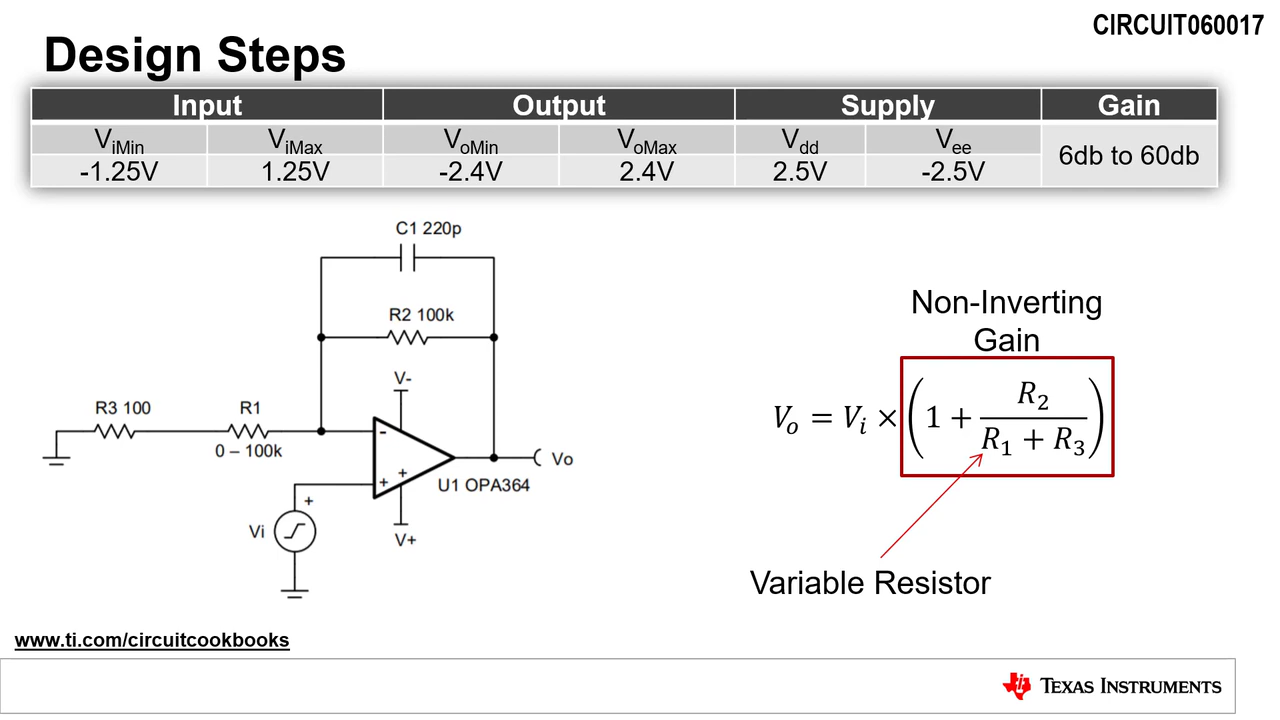 CIRCUIT060017
Design Steps
Input Output Supply Gain
ViMin ViMax VoMin VoMax Vdd Vee 6db to 60db
-1.25V 1.25V -2.4V 2.4V 2.5V -2.5V
C1 220p
R2 100k
V-
R3 100 R1
0 – 100k
-
+
+
U1 OPA364
Vo
+
Vi
V+
Non-Inverting
Gain
Vo = Vi × (1 + R2 / (R1 + R3))
Variable Resistor
www.ti.com/circuitcookbooks
ti
TEXAS INSTRUMENTS